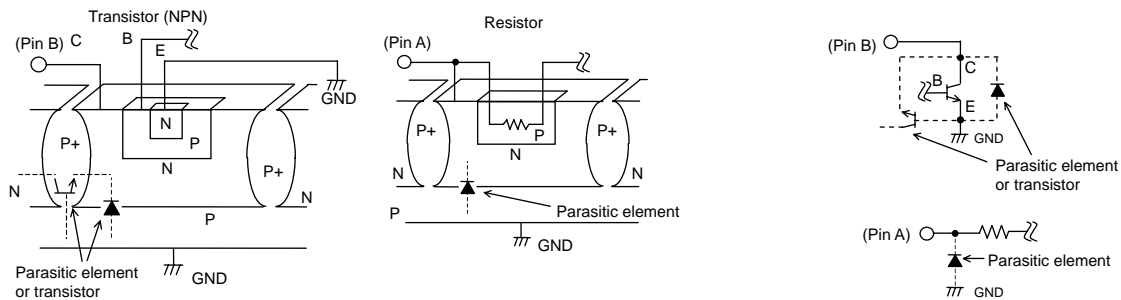 Transistor (NPN)
(Pin B)
C
B
E
GND
N
P
P+
N
P+
N
N
P
GND
Parasitic element
or transistor
Resistor
(Pin A)
P
N
P+
P+
N
N
Parasitic element
P
GND
(Pin B)
C
B
E
GND
Parasitic element
or transistor
(Pin A)
Parasitic element
GND